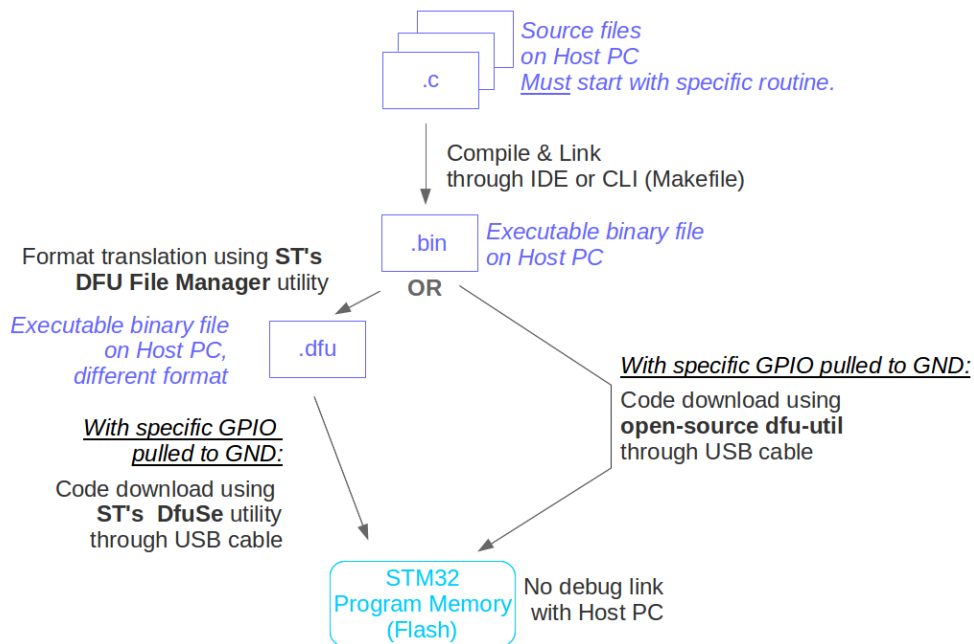 Source files
on Host PC
Must start with specific routine.
.c
Compile & Link
through IDE or CLI (Makefile)
.bin
Executable binary file
on Host PC
Format translation using ST's
DFU File Manager utility
OR
Executable binary file
on Host PC,
different format
.dfu
With specific GPIO
pulled to GND:
Code download using
ST's DfuSe utility
through USB cable
With specific GPIO pulled to GND:
Code download using
open-source dfu-util
through USB cable
STM32
Program Memory
(Flash)
No debug link
with Host PC